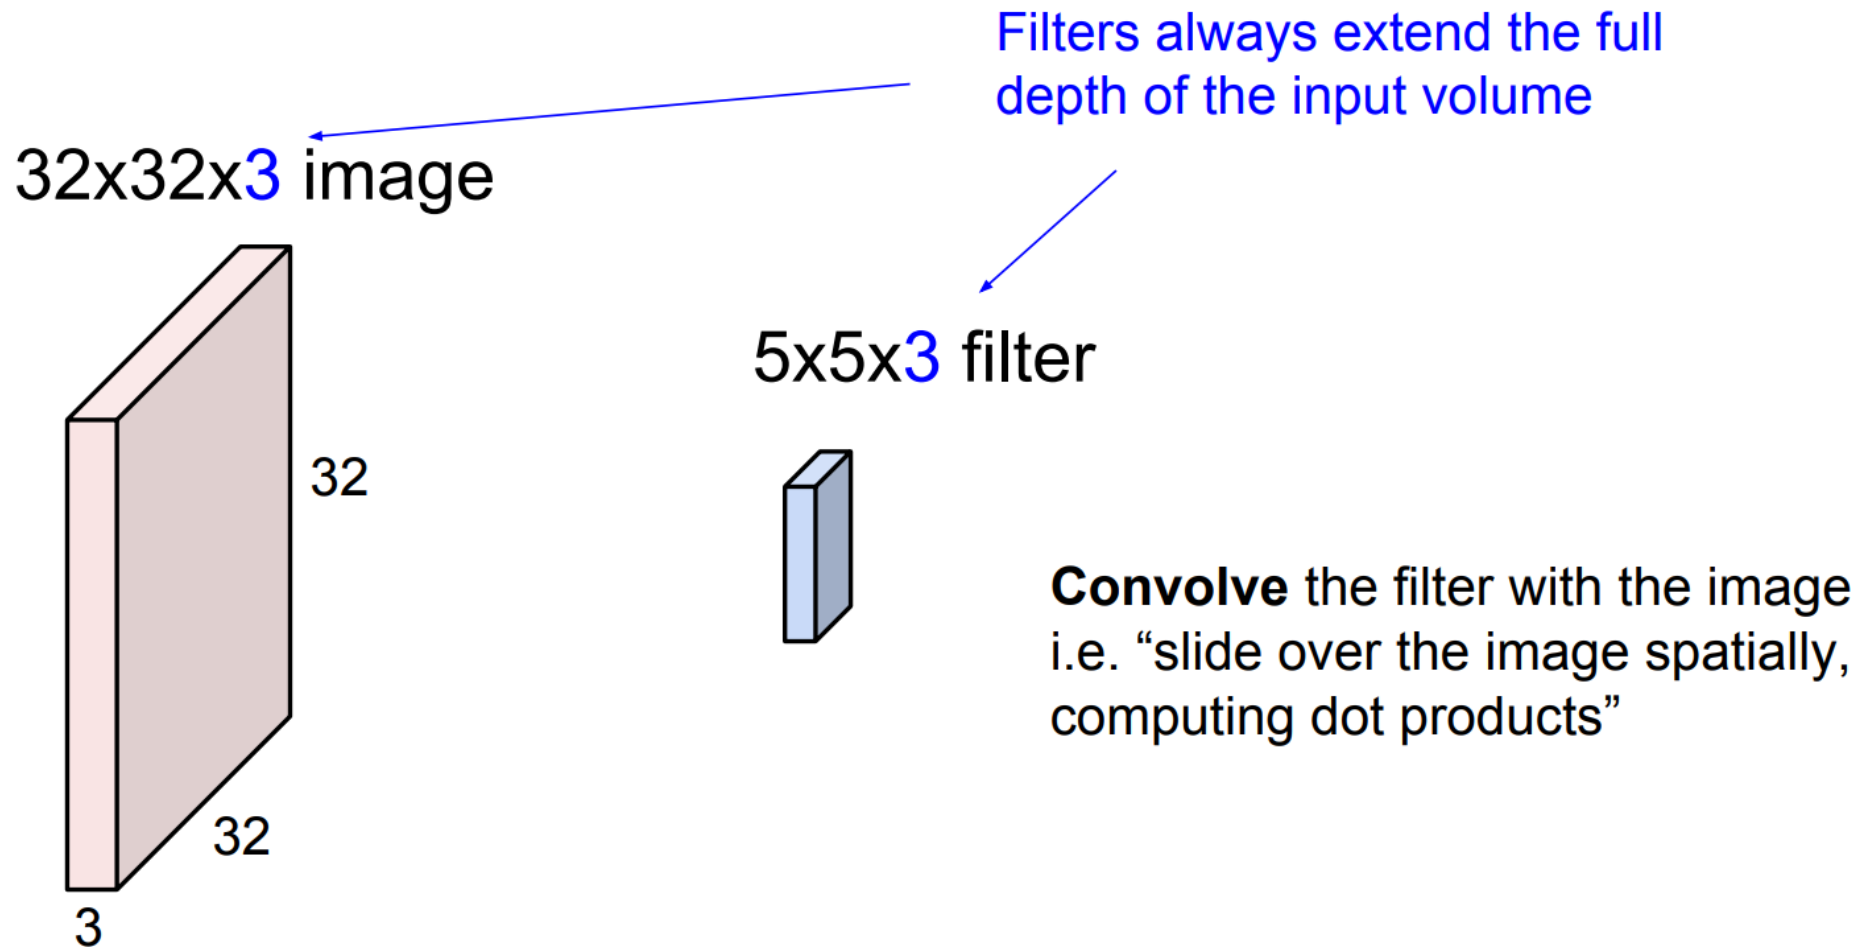 Filters always extend the full
depth of the input volume
32x32x3 image
5x5x3 filter
32
32
3
Convolve the filter with the image
i.e. “slide over the image spatially,
computing dot products”